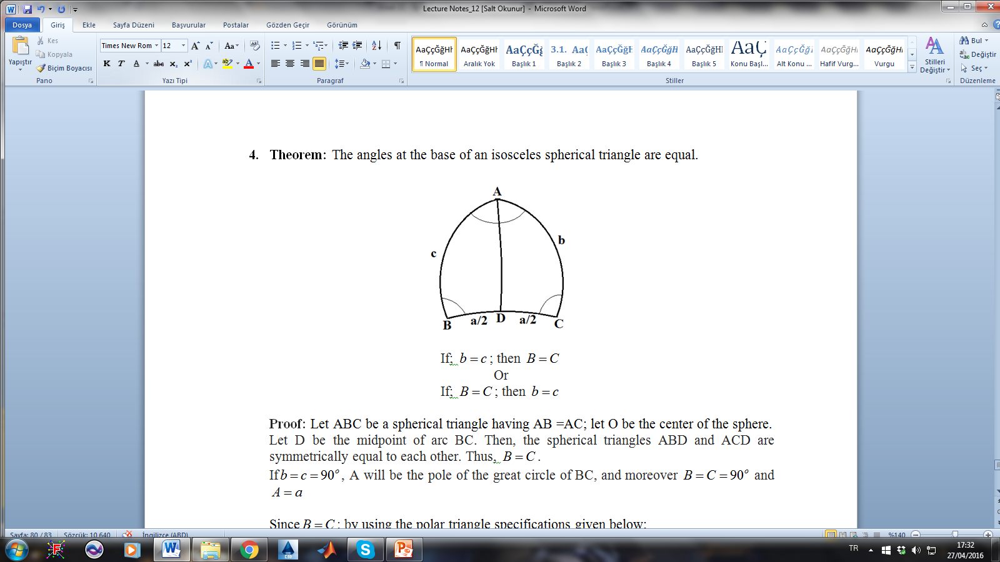 Lecture Notes_12 [Salt Okunur] - Microsoft Word
Dosya Giriş Ekle Sayfa Düzeni Başvurular Postalar Gözden Geçir Görünüm
Yapıştır
Kes
Kopyala
Biçim Boyacısı
Pano
Times New Rom 12
K T A abc x₂ x²
Yazı Tipi
Paragraf
AaÇçĞğHł AaÇçĞğHł AaÇçĞğ 3.1. AaÇ AaÇçĞğH AaÇçĞğH AaÇçĞğHI AaÇ AaÇçĞğI AaÇçĞğHı AaÇçĞğHı
¶ Normal Aralık Yok Başlık 1 Başlık 2 Başlık 3 Başlık 4 Başlık 5 Konu Başl... Alt Konu ... Hafif Vurg... Vurgu
Stiller
Stilleri Değiştir
Bul
Değiştir
Seç
Düzenleme
4. Theorem: The angles at the base of an isosceles spherical triangle are equal.
A
b
c
B a/2 D a/2 C
If; b = c ; then B = C
Or
If; B = C ; then b = c
Proof: Let ABC be a spherical triangle having AB =AC; let O be the center of the sphere.
Let D be the midpoint of arc BC. Then, the spherical triangles ABD and ACD are
symmetrically equal to each other. Thus, B = C .
If b = c = 90° , A will be the pole of the great circle of BC, and moreover B = C = 90° and
A = a
Since B = C ; by using the polar triangle specifications given below;
Sayfa: 80 / 83 Sözcük: 10.640 İngilizce (ABD) %140
TR
17:32
27/04/2016